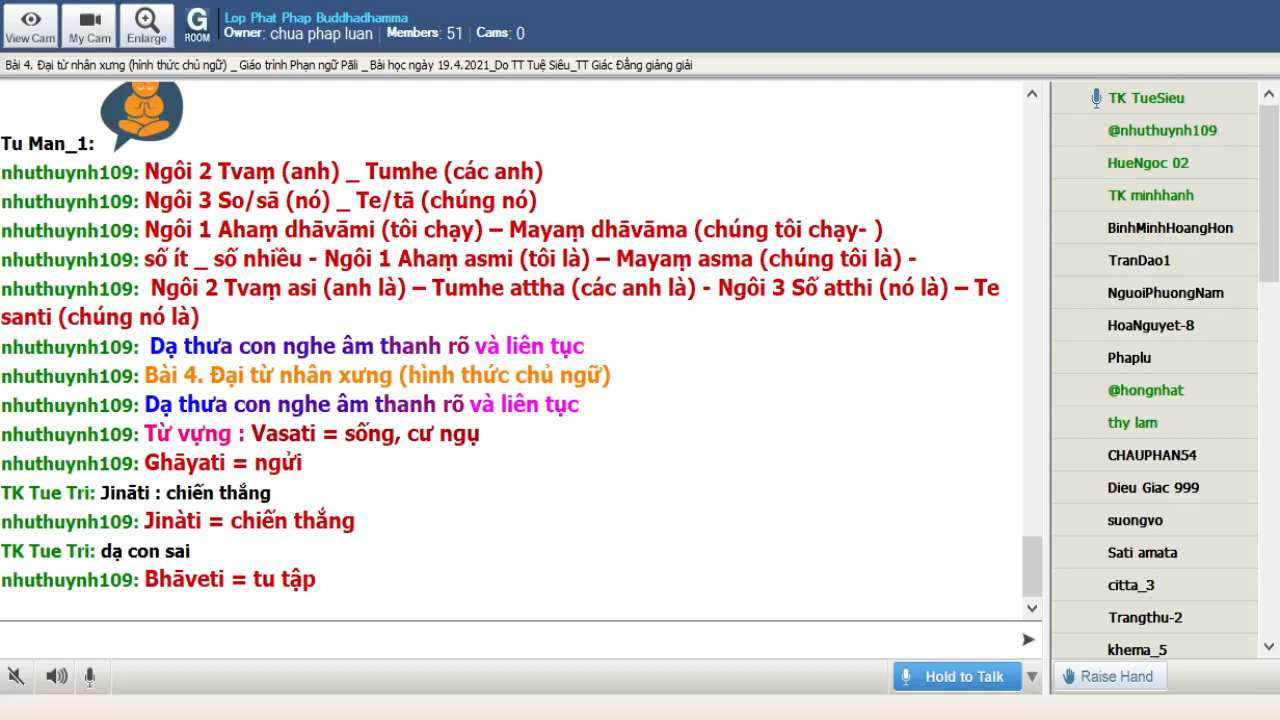 View Cam
My Cam
Enlarge
G
ROOM
Lop Phat Phap Buddhadhamma
Owner: chua phap luan Members: 51 Cams: 0
Bài 4. Đại từ nhân xưng (hình thức chủ ngữ) _ Giáo trình Phạn ngữ Pāli _ Bài học ngày 19.4.2021_Do TT Tuệ Siêu_TT Giác Đẳng giảng giải
Tu Man_1:
nhuthuynh109: Ngôi 2 Tvaṃ (anh) _ Tumhe (các anh)
nhuthuynh109: Ngôi 3 So/sā (nó) _ Te/tā (chúng nó)
nhuthuynh109: Ngôi 1 Ahaṃ dhāvāmi (tôi chạy) – Mayaṃ dhāvāma (chúng tôi chạy- )
nhuthuynh109: số ít _ số nhiều - Ngôi 1 Ahaṃ asmi (tôi là) – Mayaṃ asma (chúng tôi là) -
nhuthuynh109: Ngôi 2 Tvaṃ asi (anh là) – Tumhe attha (các anh là) - Ngôi 3 Số atthi (nó là) – Te
santi (chúng nó là)
nhuthuynh109: Dạ thưa con nghe âm thanh rõ và liên tục
nhuthuynh109: Bài 4. Đại từ nhân xưng (hình thức chủ ngữ)
nhuthuynh109: Dạ thưa con nghe âm thanh rõ và liên tục
nhuthuynh109: Từ vựng : Vasati = sống, cư ngụ
nhuthuynh109: Ghāyati = ngửi
TK Tue Tri: Jināti : chiến thắng
nhuthuynh109: Jinàti = chiến thắng
TK Tue Tri: dạ con sai
nhuthuynh109: Bhāveti = tu tập
Hold to Talk
TK TueSieu
@nhuthuynh109
HueNgoc 02
TK minhhanh
BinhMinhHoangHon
TranDao1
NguoiPhuongNam
HoaNguyet-8
Phaplu
@hongnhat
thy lam
CHAUPHAN54
Dieu Giac 999
suongvo
Sati amata
citta_3
Trangthu-2
khema_5
Raise Hand